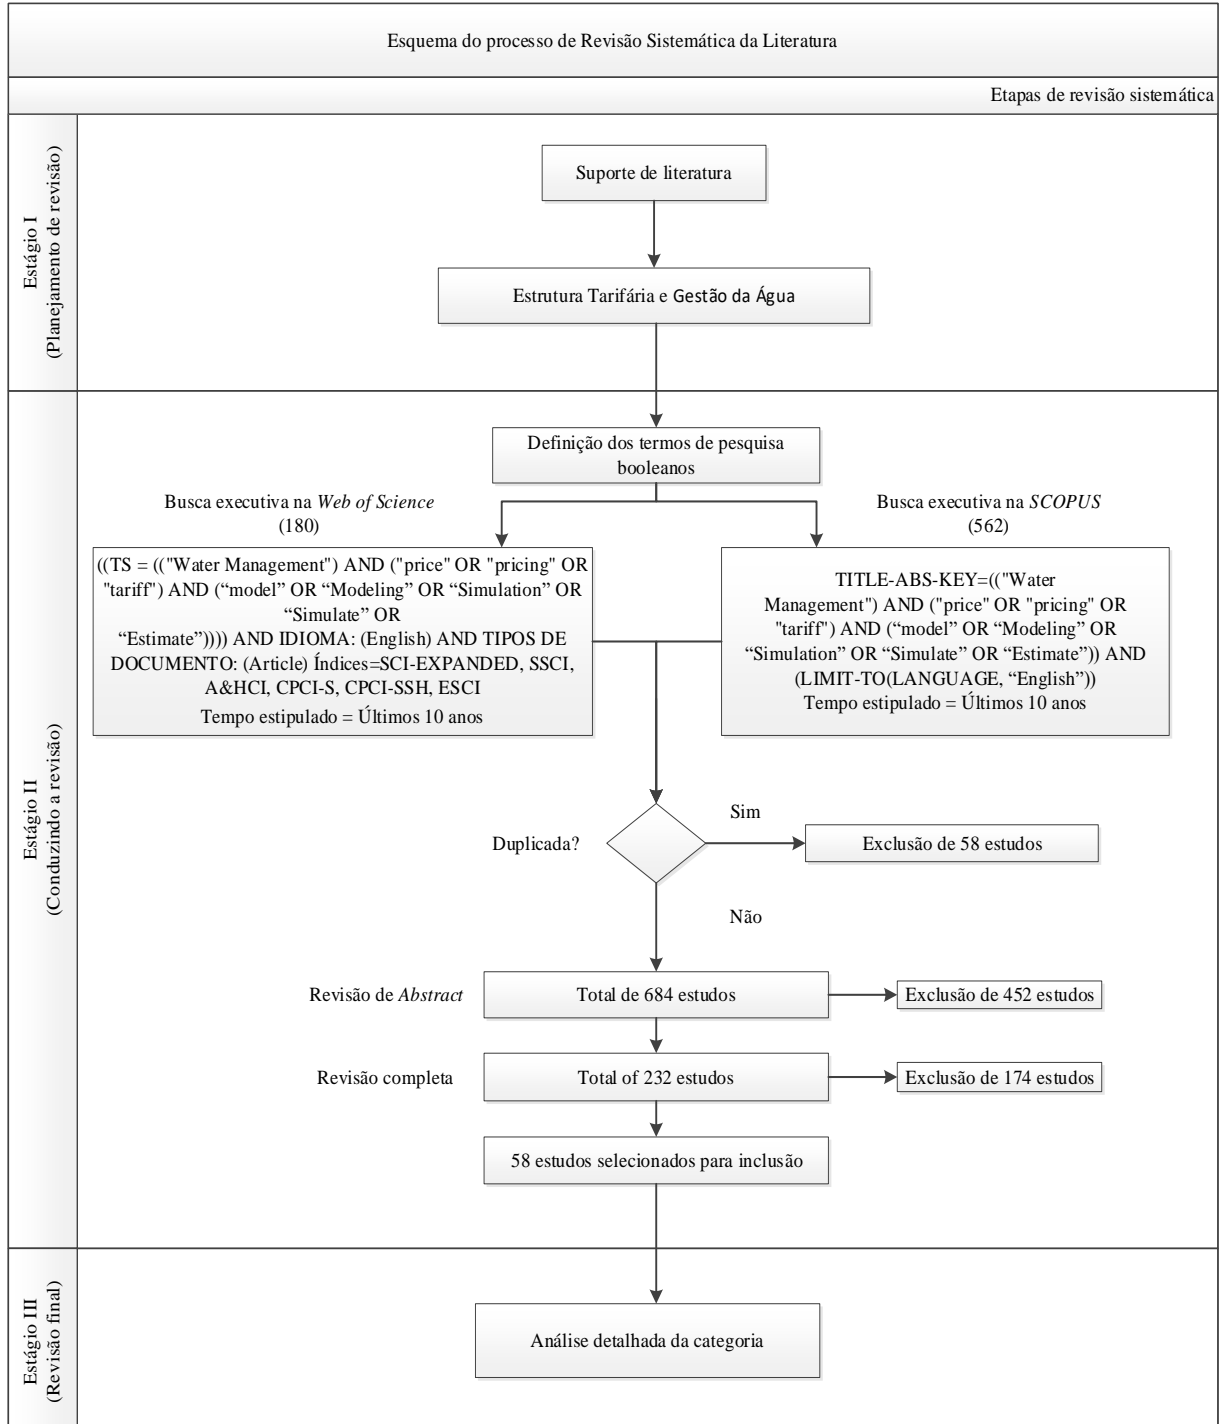 Esquema do processo de Revisão Sistemática da Literatura
Etapas de revisão sistemática
Estágio I
(Planejamento de revisão)
Suporte de literatura
Estrutura Tarifária e Gestão da Água
Estágio II
(Conduzindo a revisão)
Definição dos termos de pesquisa
booleanos
Busca executiva na Web of Science
(180)
Busca executiva na SCOPUS
(562)
((TS = (("Water Management") AND ("price" OR "pricing" OR
"tariff") AND (“model” OR “Modeling” OR “Simulation” OR
“Simulate” OR
“Estimate”)))) AND IDIOMA: (English) AND TIPOS DE
DOCUMENTO: (Article) Índices=SCI-EXPANDED, SSCI,
A&HCI, CPCI-S, CPCI-SSH, ESCI
Tempo estipulado = Últimos 10 anos
TITLE-ABS-KEY=(("Water
Management") AND ("price" OR "pricing" OR
"tariff") AND (“model” OR “Modeling” OR
“Simulation” OR “Simulate” OR “Estimate”)) AND
(LIMIT-TO(LANGUAGE, “English”))
Tempo estipulado = Últimos 10 anos
Duplicada?
Sim
Exclusão de 58 estudos
Não
Revisão de Abstract
Total de 684 estudos
Exclusão de 452 estudos
Revisão completa
Total of 232 estudos
Exclusão de 174 estudos
58 estudos selecionados para inclusão
Estágio III
(Revisão final)
Análise detalhada da categoria